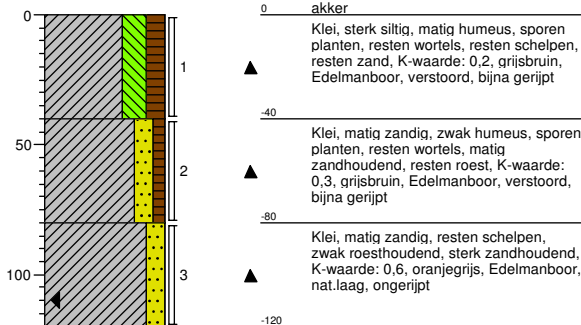 0
50
100
1
2
3
0
akker
Klei, sterk siltig, matig humeus, sporen
planten, resten wortels, resten schelpen,
resten zand, K-waarde: 0,2, grijsbruin,
Edelmanboor, verstoord, bijna gerijpt
-40
Klei, matig zandig, zwak humeus, sporen
planten, resten wortels, matig
zandhoudend, resten roest, K-waarde:
0,3, grijsbruin, Edelmanboor, verstoord,
bijna gerijpt
-80
Klei, matig zandig, resten schelpen,
zwak roesthoudend, sterk zandhoudend,
K-waarde: 0,6, oranjegrijs, Edelmanboor,
nat.laag, ongerijpt
-120